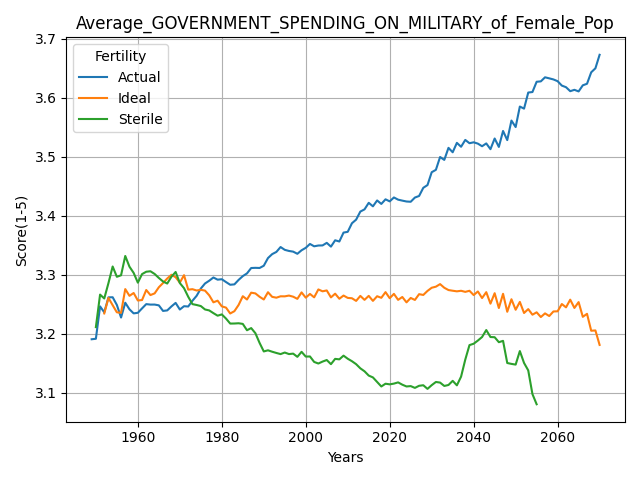 Average_GOVERNMENT_SPENDING_ON_MILITARY_of_Female_Pop
Fertility
Actual
Ideal
Sterile
Score(1-5)
3.7
3.6
3.5
3.4
3.3
3.2
3.1
1960 1980 2000 2020 2040 2060
Years